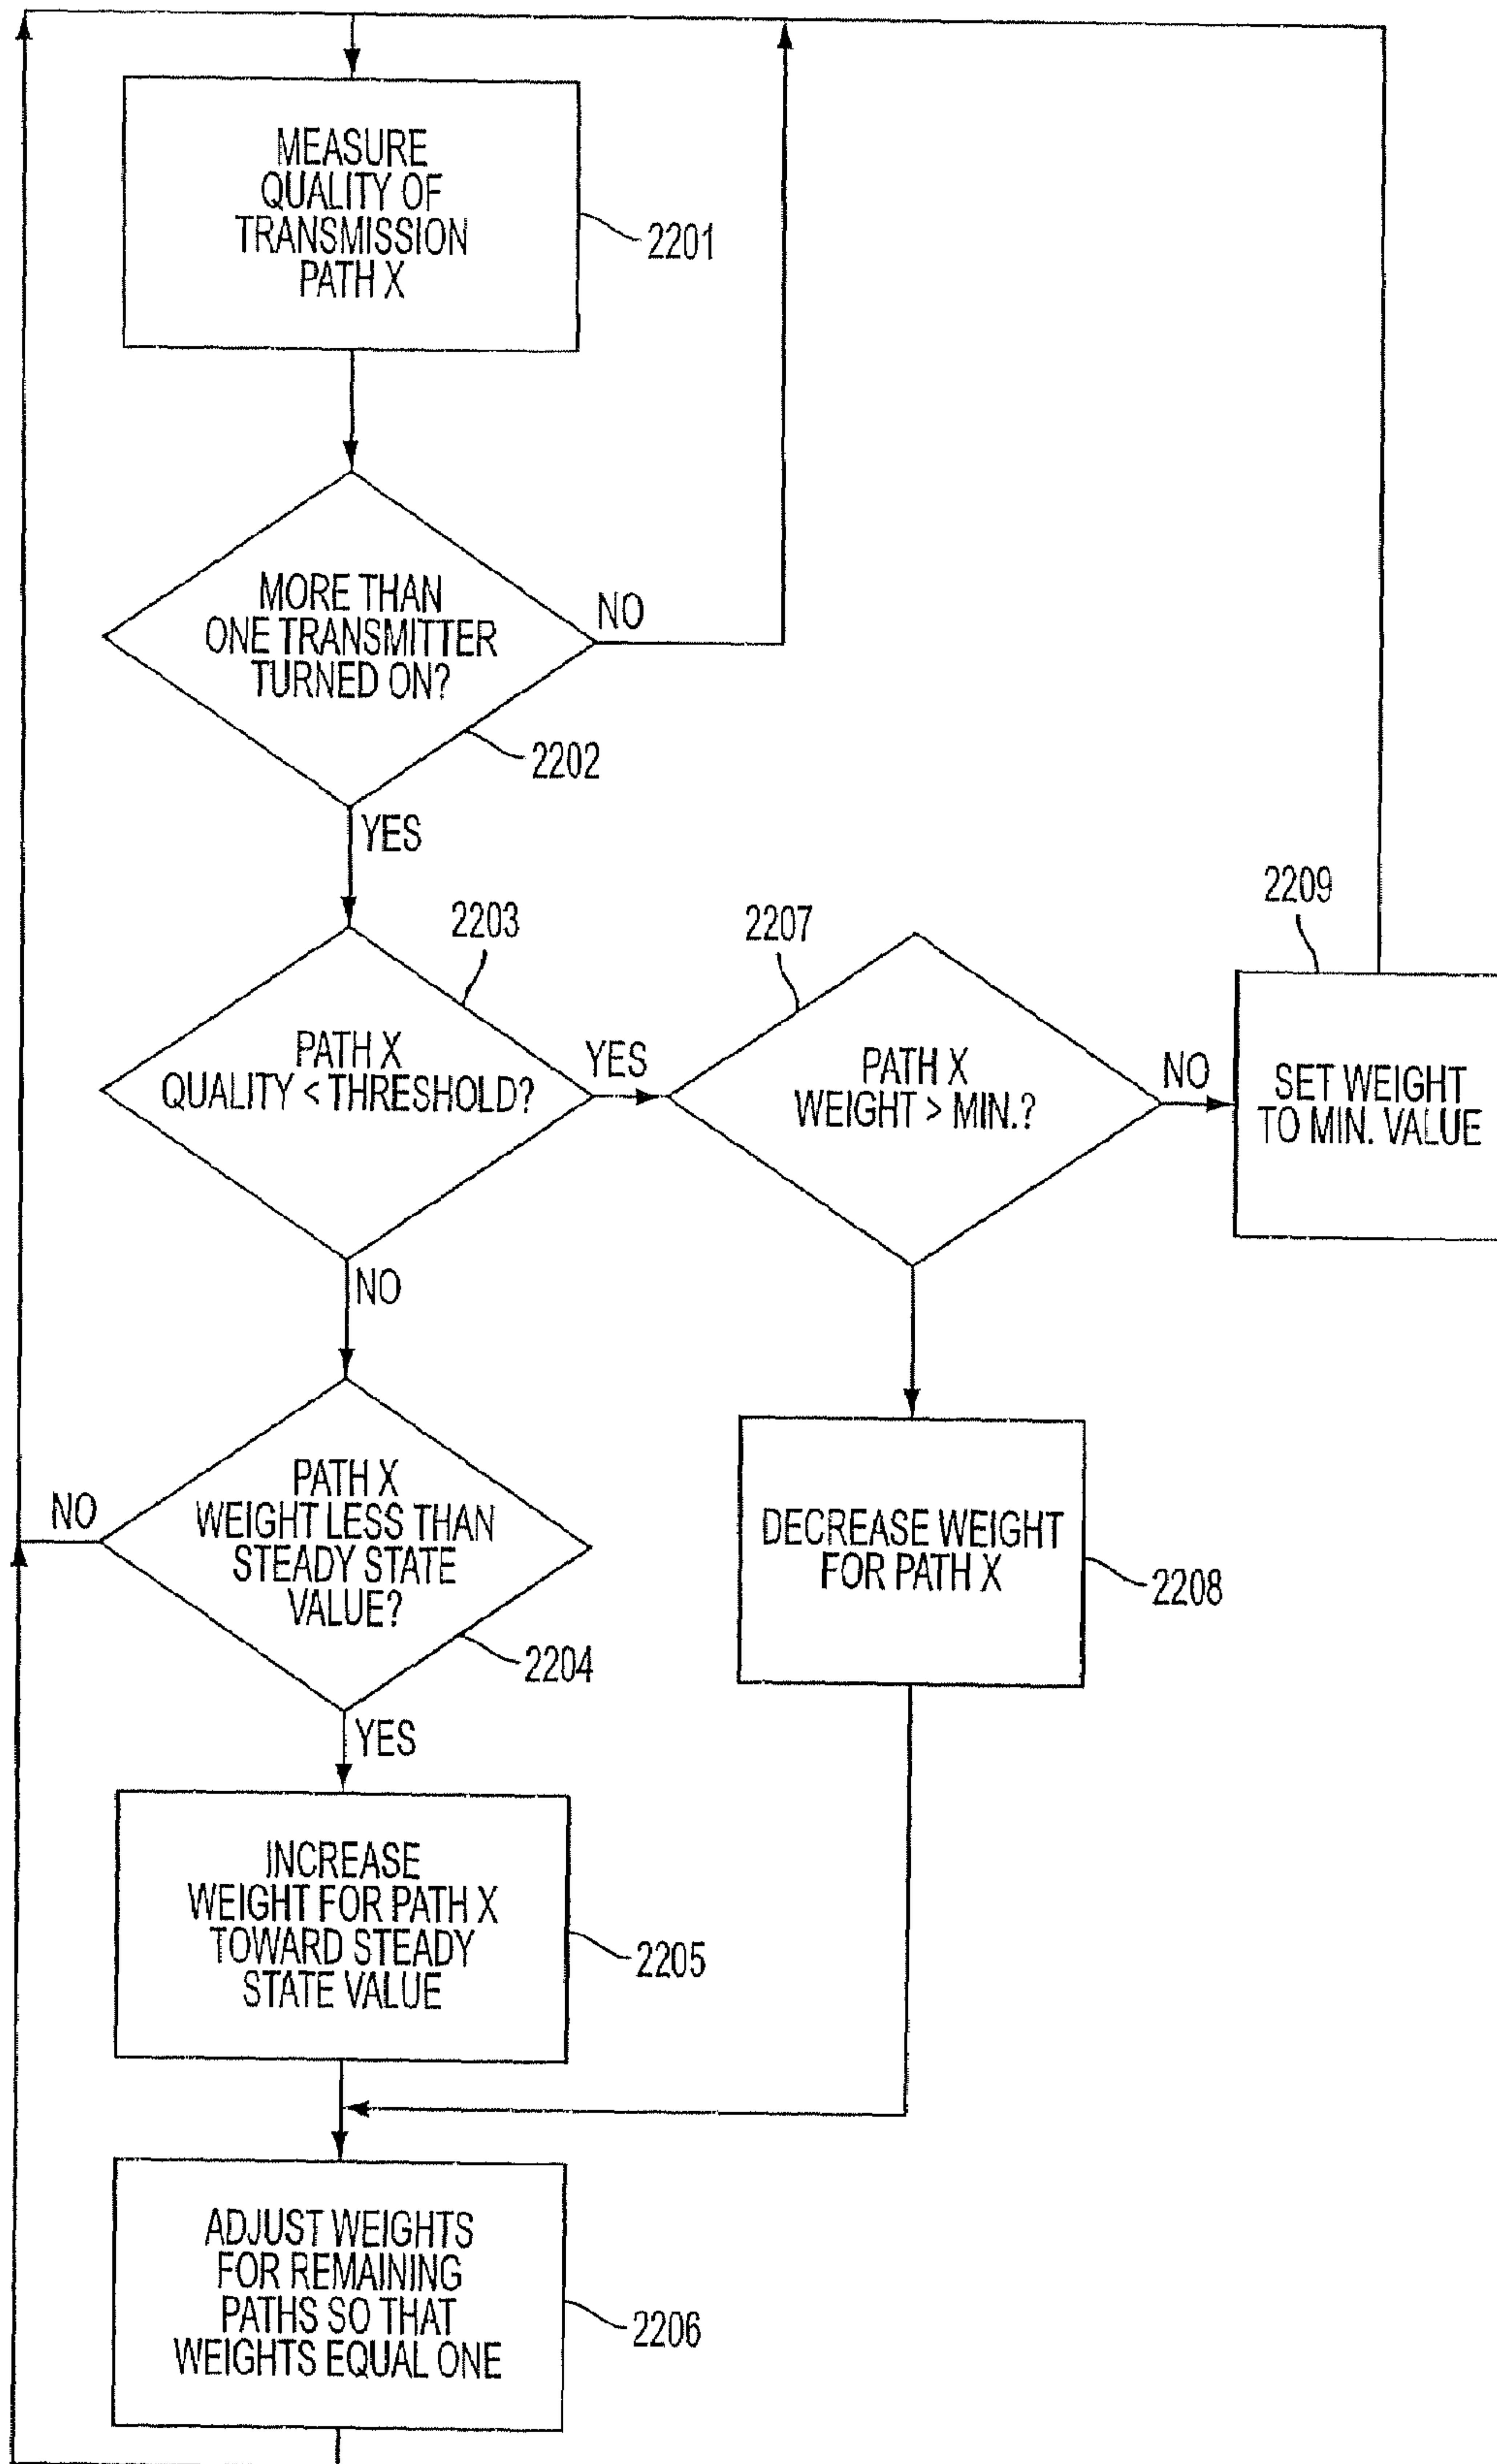 MEASURE
QUALITY OF
TRANSMISSION
PATH X
2201
MORE THAN
ONE TRANSMITTER
TURNED ON?
NO
2202
YES
2203
PATH X
QUALITY < THRESHOLD?
YES
2207
PATH X
WEIGHT > MIN.?
NO
2209
SET WEIGHT
TO MIN. VALUE
NO
PATH X
WEIGHT LESS THAN
STEADY STATE
VALUE?
NO
2204
YES
DECREASE WEIGHT
FOR PATH X
2208
INCREASE
WEIGHT FOR PATH X
TOWARD STEADY
STATE VALUE
2205
ADJUST WEIGHTS
FOR REMAINING
PATHS SO THAT
WEIGHTS EQUAL ONE
2206